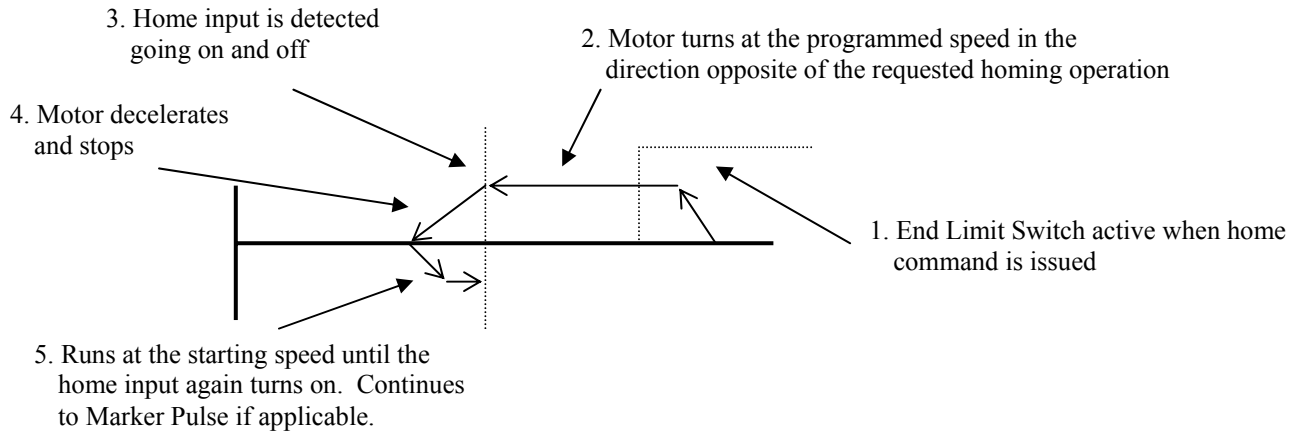 3. Home input is detected
going on and off
2. Motor turns at the programmed speed in the
direction opposite of the requested homing operation
4. Motor decelerates
and stops
1. End Limit Switch active when home
command is issued
5. Runs at the starting speed until the
home input again turns on.  Continues
to Marker Pulse if applicable.